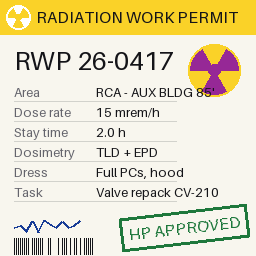 RADIATION WORK PERMIT
RWP 26-0417
Area RCA - AUX BLDG 85'
Dose rate 15 mrem/h
Stay time 2.0 h
Dosimetry TLD + EPD
Dress Full PCs, hood
Task Valve repack CV-210
HP APPROVED